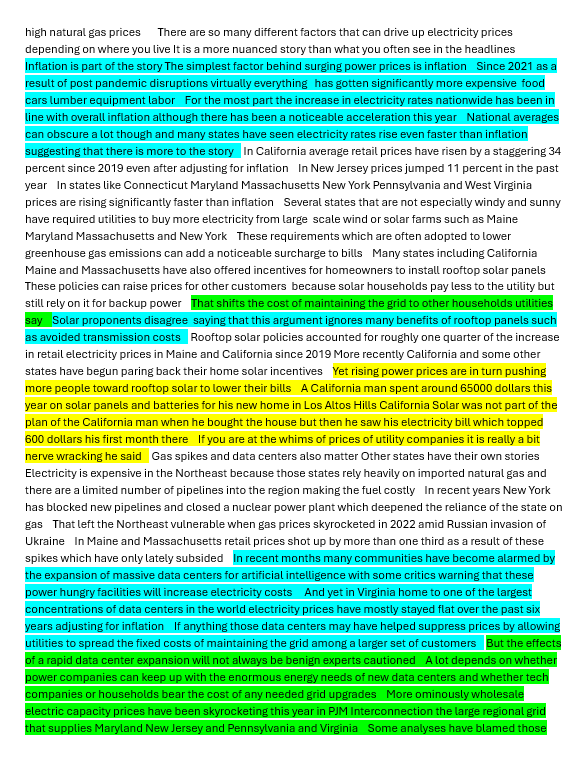 high natural gas prices There are so many different factors that can drive up electricity prices
depending on where you live It is a more nuanced story than what you often see in the headlines
Inflation is part of the story The simplest factor behind surging power prices is inflation Since 2021 as a
result of post pandemic disruptions virtually everything has gotten significantly more expensive food
cars lumber equipment labor For the most part the increase in electricity rates nationwide has been in
line with overall inflation although there has been a noticeable acceleration this year National averages
can obscure a lot though and many states have seen electricity rates rise even faster than inflation
suggesting that there is more to the story In California average retail prices have risen by a staggering 34
percent since 2019 even after adjusting for inflation In New Jersey prices jumped 11 percent in the past
year In states like Connecticut Maryland Massachusetts New York Pennsylvania and West Virginia
prices are rising significantly faster than inflation Several states that are not especially windy and sunny
have required utilities to buy more electricity from large scale wind or solar farms such as Maine
Maryland Massachusetts and New York These requirements which are often adopted to lower
greenhouse gas emissions can add a noticeable surcharge to bills Many states including California
Maine and Massachusetts have also offered incentives for homeowners to install rooftop solar panels
These policies can raise prices for other customers because solar households pay less to the utility but
still rely on it for backup power That shifts the cost of maintaining the grid to other households utilities
say Solar proponents disagree saying that this argument ignores many benefits of rooftop panels such
as avoided transmission costs Rooftop solar policies accounted for roughly one quarter of the increase
in retail electricity prices in Maine and California since 2019 More recently California and some other
states have begun paring back their home solar incentives Yet rising power prices are in turn pushing
more people toward rooftop solar to lower their bills A California man spent around 65000 dollars this
year on solar panels and batteries for his new home in Los Altos Hills California Solar was not part of the
plan of the California man when he bought the house but then he saw his electricity bill which topped
600 dollars his first month there If you are at the whims of prices of utility companies it is really a bit
nerve wracking he said Gas spikes and data centers also matter Other states have their own stories
Electricity is expensive in the Northeast because those states rely heavily on imported natural gas and
there are a limited number of pipelines into the region making the fuel costly In recent years New York
has blocked new pipelines and closed a nuclear power plant which deepened the reliance of the state on
gas That left the Northeast vulnerable when gas prices skyrocketed in 2022 amid Russian invasion of
Ukraine In Maine and Massachusetts retail prices shot up by more than one third as a result of these
spikes which have only lately subsided In recent months many communities have become alarmed by
the expansion of massive data centers for artificial intelligence with some critics warning that these
power hungry facilities will increase electricity costs And yet in Virginia home to one of the largest
concentrations of data centers in the world electricity prices have mostly stayed flat over the past six
years adjusting for inflation If anything those data centers may have helped suppress prices by allowing
utilities to spread the fixed costs of maintaining the grid among a larger set of customers But the effects
of a rapid data center expansion will not always be benign experts cautioned A lot depends on whether
power companies can keep up with the enormous energy needs of new data centers and whether tech
companies or households bear the cost of any needed grid upgrades More ominously wholesale
electric capacity prices have been skyrocketing this year in PJM Interconnection the large regional grid
that supplies Maryland New Jersey and Pennsylvania and Virginia Some analyses have blamed those